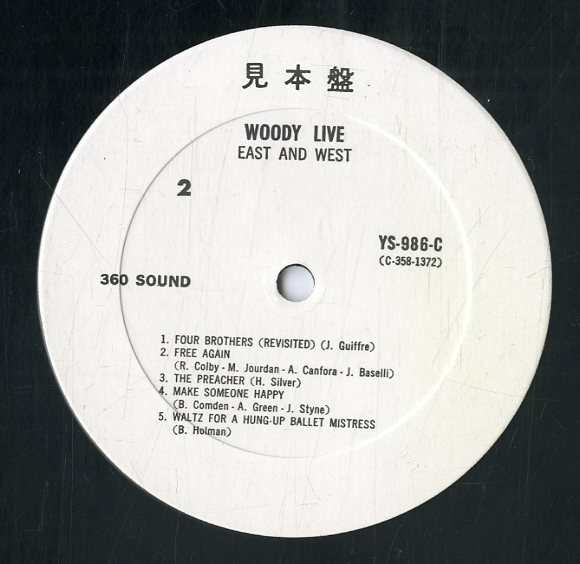 見本盤
WOODY LIVE
EAST AND WEST
2
YS-986-C
(C-358-1372)
360 SOUND
1. FOUR BROTHERS (REVISITED) (J. Guiffre)
2. FREE AGAIN
(R. Colby - M. Jourdan - A. Canfora - J. Baselli)
3. THE PREACHER (H. Silver)
4. MAKE SOMEONE HAPPY
(B. Comden - A. Green - J. Styne)
5. WALTZ FOR A HUNG-UP BALLET MISTRESS
(B. Holman)